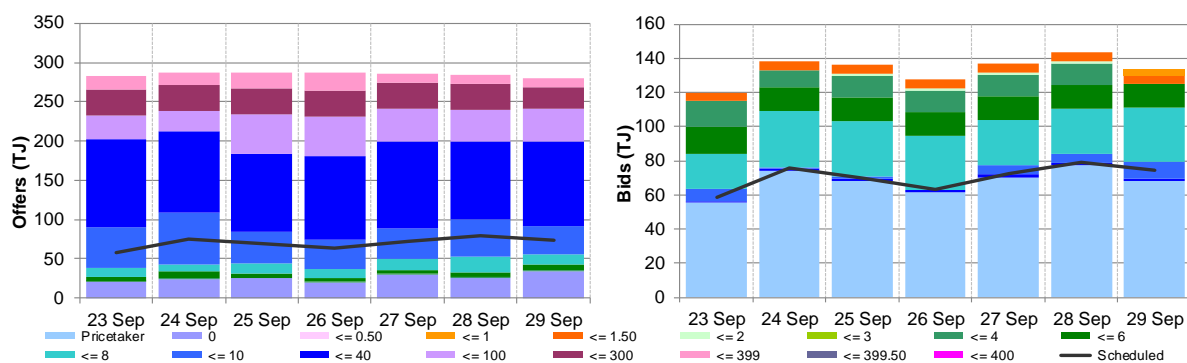 350
300
250
200
150
100
50
0
Offers (TJ)
23 Sep 24 Sep 25 Sep 26 Sep 27 Sep 28 Sep 29 Sep
160
140
120
100
80
60
40
20
0
Bids (TJ)
23 Sep 24 Sep 25 Sep 26 Sep 27 Sep 28 Sep 29 Sep
Pricetaker 0 <= 0.50 <= 1 <= 1.50 <= 2 <= 3 <= 4 <= 6
<= 8 <= 10 <= 40 <= 100 <= 300 <= 399 <= 399.50 <= 400 Scheduled